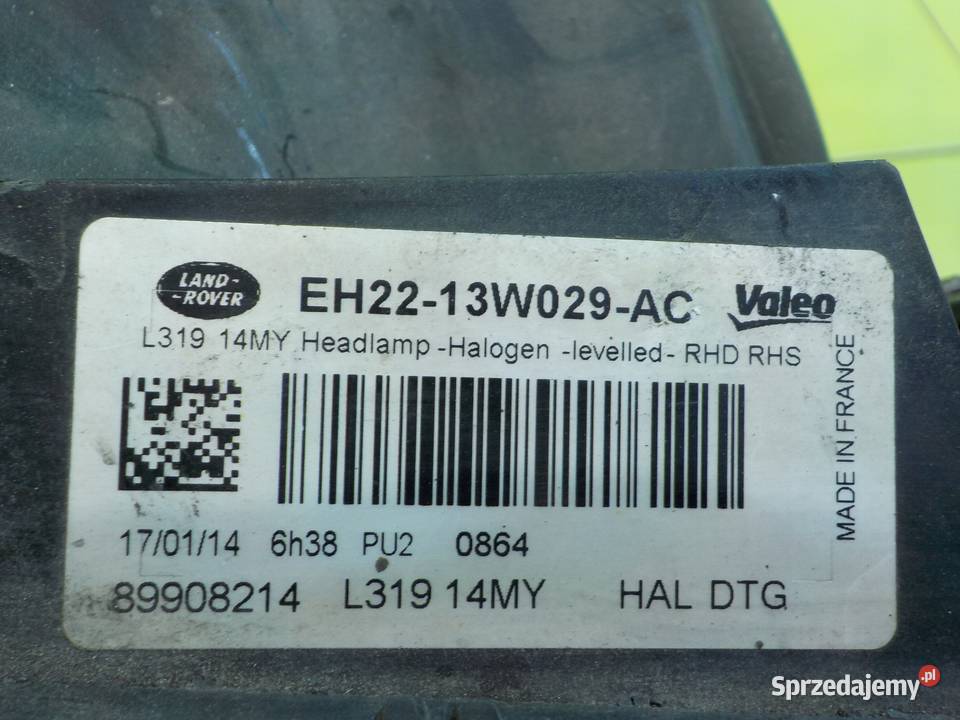 LAND-
-ROVER
EH22-13W029-AC
Valeo
L319 14MY Headlamp -Halogen -levelled- RHD RHS
MADE IN FRANCE
17/01/14 6h38 PU2 0864
89908214 L319 14MY HAL DTG
Sprzedajemy.pl